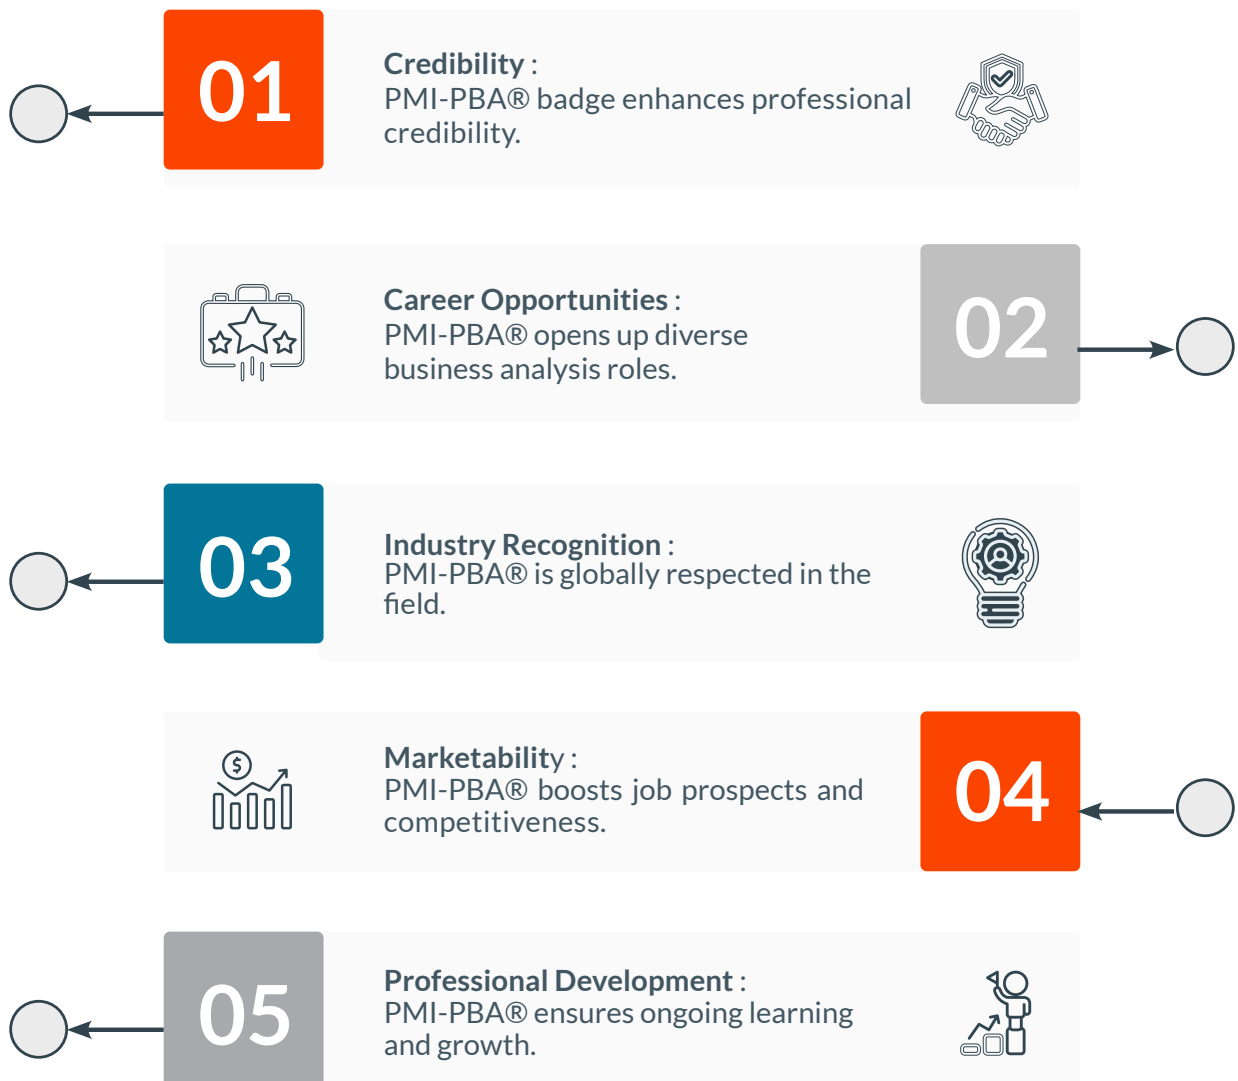 01
Credibility :
PMI-PBA® badge enhances professional
credibility.
Career Opportunities :
PMI-PBA® opens up diverse
business analysis roles.
02
03
Industry Recognition :
PMI-PBA® is globally respected in the
field.
$
Marketability :
PMI-PBA® boosts job prospects and
competitiveness.
04
05
Professional Development :
PMI-PBA® ensures ongoing learning
and growth.